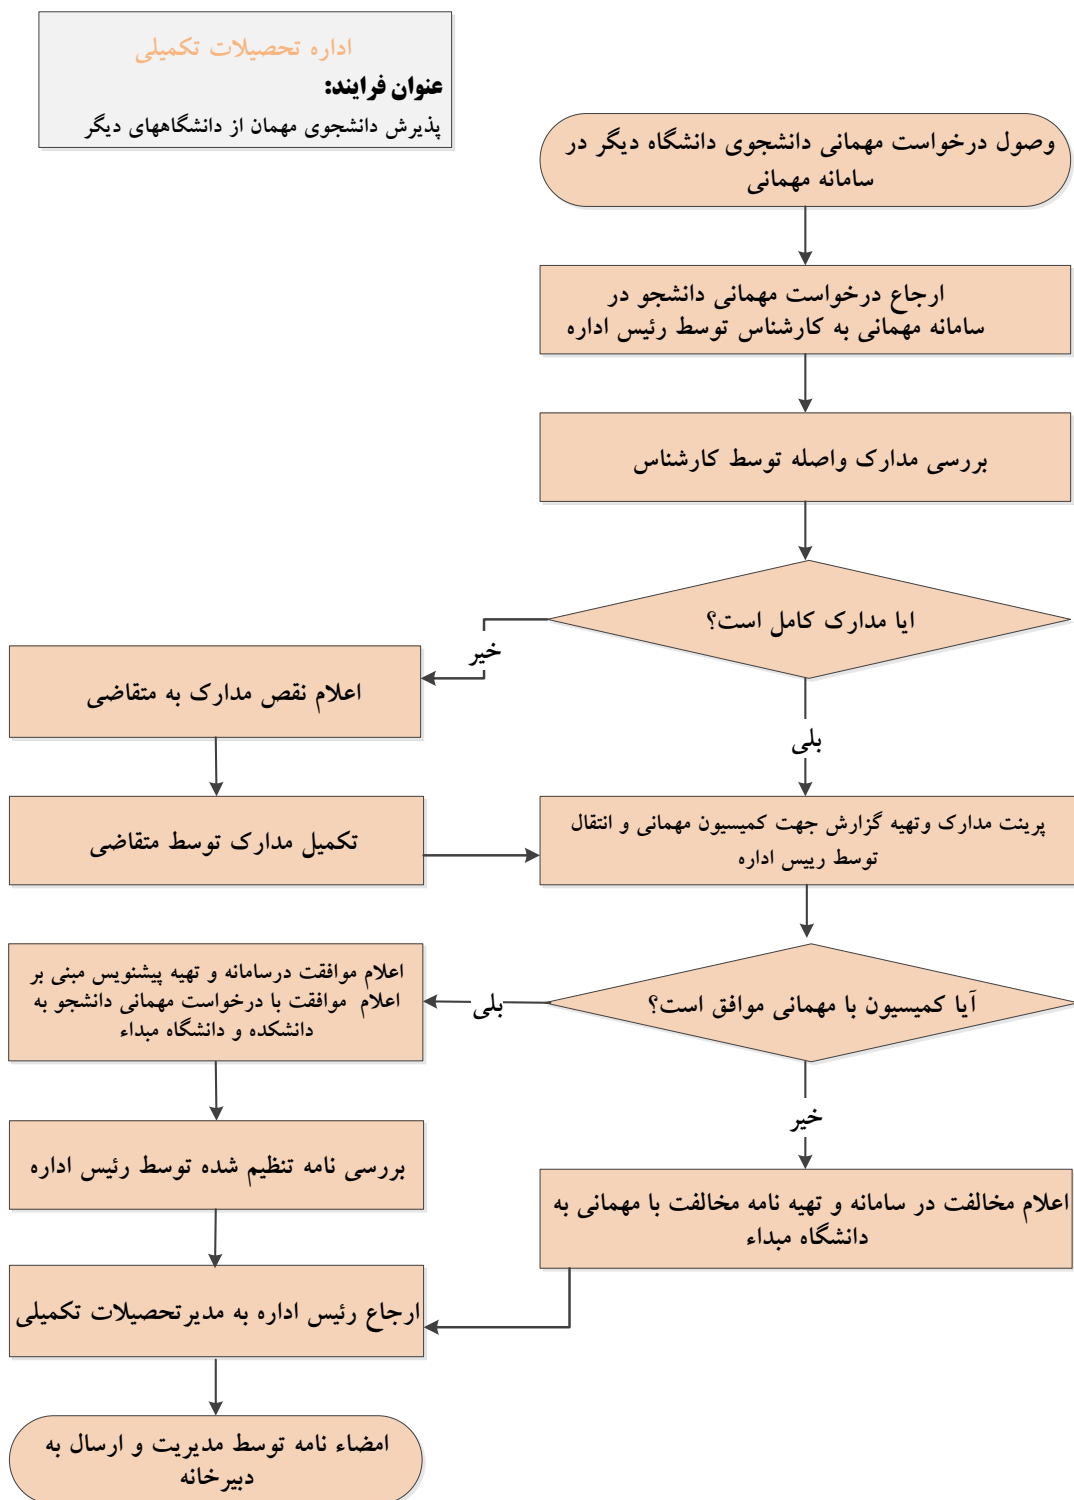 اداره تحصیلات تکمیلی
عنوان فرایند:
پذیرش دانشجوی مهمان از دانشگاههای دیگر
وصول درخواست مهمانی دانشجوی دانشگاه دیگر در
سامانه مهمانی
ارجاع درخواست مهمانی دانشجو در
سامانه مهمانی به کارشناس توسط رئیس اداره
بررسی مدارک واصله توسط کارشناس
ایا مدارک کامل است؟
خیر
اعلام نقص مدارک به متقاضی
بلی
تکمیل مدارک توسط متقاضی
پرینت مدارک وتهیه گزارش جهت کمیسیون مهمانی و انتقال
توسط رییس اداره
آیا کمیسیون با مهمانی موافق است؟
بلی
اعلام موافقت درسامانه و تهیه پیشنویس مبنی بر
اعلام موافقت با درخواست مهمانی دانشجو به
دانشکده و دانشگاه مبداء
خیر
بررسی نامه تنظیم شده توسط رئیس اداره
اعلام مخالفت در سامانه و تهیه نامه مخالفت با مهمانی به
دانشگاه مبداء
ارجاع رئیس اداره به مدیرتحصیلات تکمیلی
امضاء نامه توسط مدیریت و ارسال به
دبیرخانه